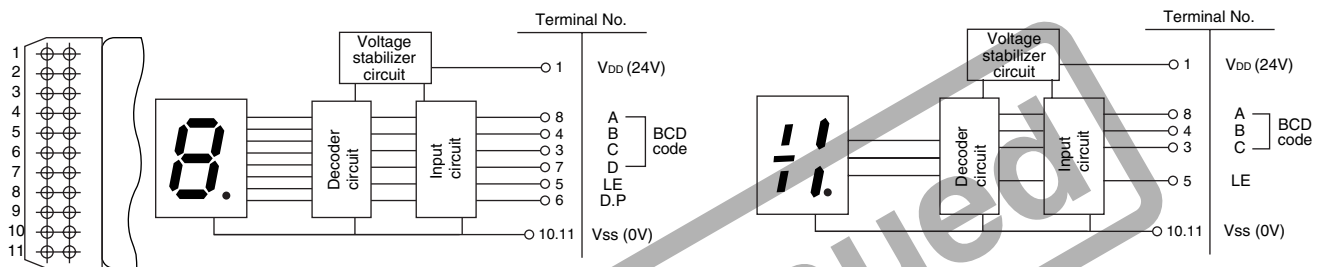 1
2
3
4
5
6
7
8
9
10
11
Terminal No.
Voltage
stabilizer
circuit
1 VDD (24V)
8 A
4 B
3 C
7 D
BCD
code
5 LE
6 D.P
Decoder
circuit
Input
circuit
8.
10.11 Vss (0V)
Terminal No.
Voltage
stabilizer
circuit
1 VDD (24V)
8 A
4 B
3 C
BCD
code
5 LE
Decoder
circuit
Input
circuit
10.11 Vss (0V)
ued